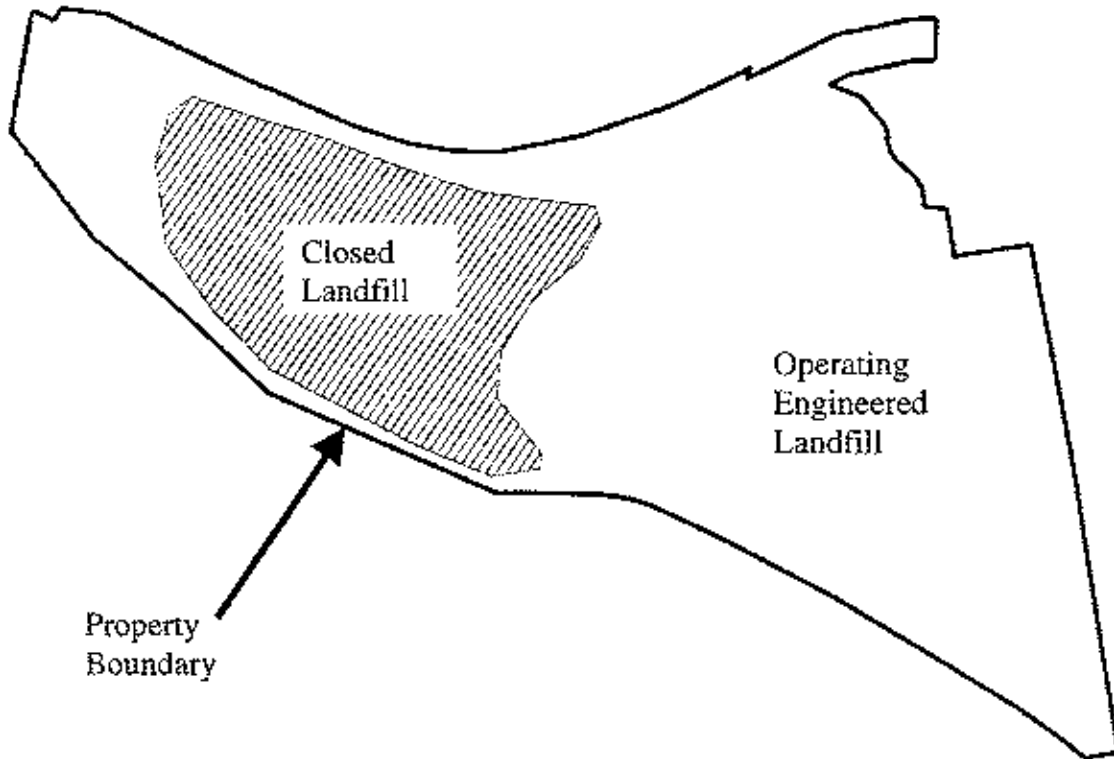 Closed
Landfill
Operating
Engineered
Landfill
Property
Boundary